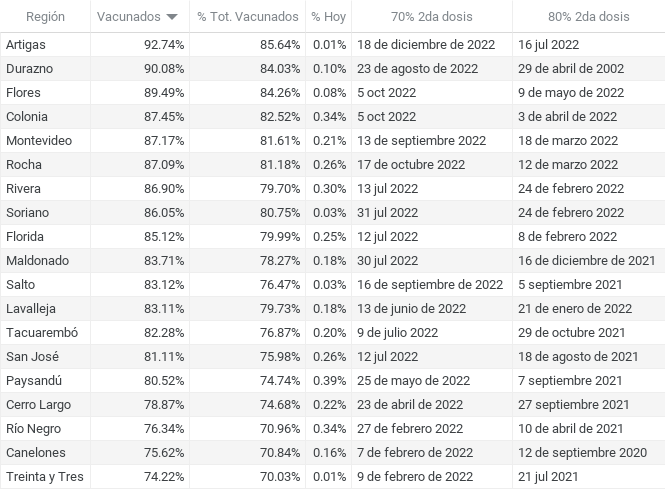 Región Vacunados % Tot. Vacunados % Hoy 70% 2da dosis 80% 2da dosis
Artigas 92.74% 85.64% 0.01% 18 de diciembre de 2022 16 jul 2022
Durazno 90.08% 84.03% 0.10% 23 de agosto de 2022 29 de abril de 2002
Flores 89.49% 84.26% 0.08% 5 oct 2022 9 de mayo de 2022
Colonia 87.45% 82.52% 0.34% 5 oct 2022 3 de abril de 2022
Montevideo 87.17% 81.61% 0.21% 13 de septiembre 2022 18 de marzo 2022
Rocha 87.09% 81.18% 0.26% 17 de octubre 2022 12 de marzo 2022
Rivera 86.90% 79.70% 0.30% 13 jul 2022 24 de febrero 2022
Soriano 86.05% 80.75% 0.03% 31 jul 2022 24 de febrero 2022
Florida 85.12% 79.99% 0.25% 12 jul 2022 8 de febrero 2022
Maldonado 83.71% 78.27% 0.18% 30 jul 2022 16 de diciembre de 2021
Salto 83.12% 76.47% 0.03% 16 de septiembre de 2022 5 septiembre 2021
Lavalleja 83.11% 79.73% 0.18% 13 de junio de 2022 21 de enero de 2022
Tacuarembó 82.28% 76.87% 0.20% 9 de julio 2022 29 de octubre 2021
San José 81.11% 75.98% 0.26% 12 jul 2022 18 de agosto de 2021
Paysandú 80.52% 74.74% 0.39% 25 de mayo de 2022 7 septiembre 2021
Cerro Largo 78.87% 74.68% 0.22% 23 de abril de 2022 27 septiembre 2021
Río Negro 76.34% 70.96% 0.34% 27 de febrero 2022 10 de abril de 2021
Canelones 75.62% 70.84% 0.16% 7 de febrero de 2022 12 de septiembre 2020
Treinta y Tres 74.22% 70.03% 0.01% 9 de febrero de 2022 21 jul 2021